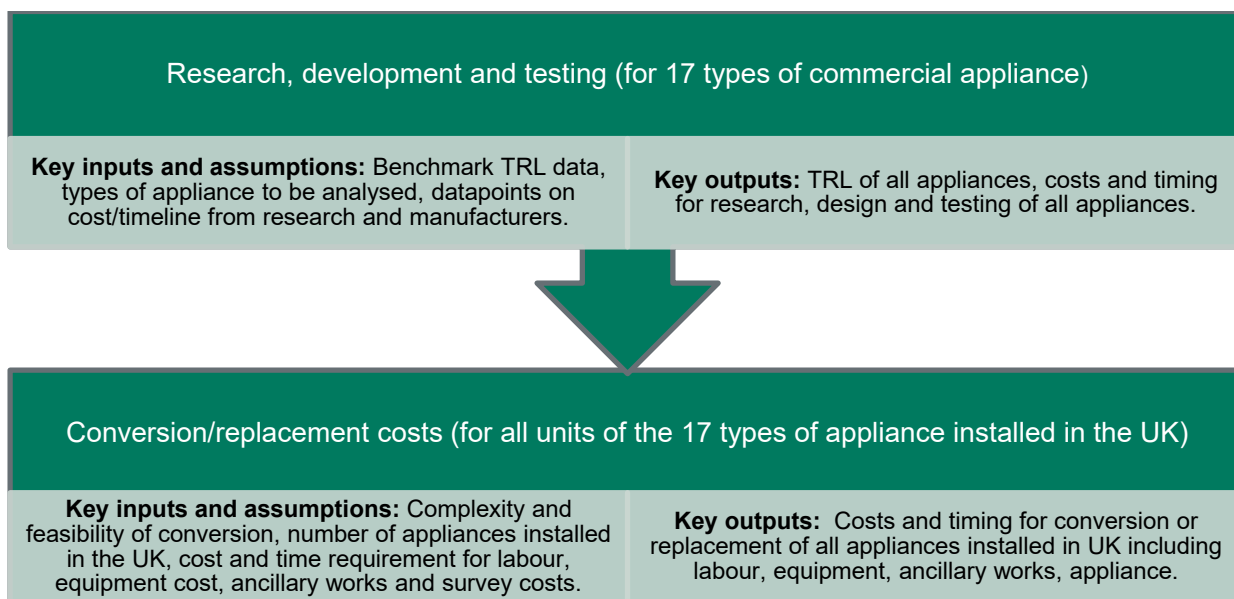 Research, development and testing (for 17 types of commercial appliance)
Key inputs and assumptions: Benchmark TRL data,
types of appliance to be analysed, datapoints on
cost/timeline from research and manufacturers.
Key outputs: TRL of all appliances, costs and timing
for research, design and testing of all appliances.
Conversion/replacement costs (for all units of the 17 types of appliance installed in the UK)
Key inputs and assumptions: Complexity and
feasibility of conversion, number of appliances installed
in the UK, cost and time requirement for labour,
equipment cost, ancillary works and survey costs.
Key outputs: Costs and timing for conversion or
replacement of all appliances installed in UK including
labour, equipment, ancillary works, appliance.